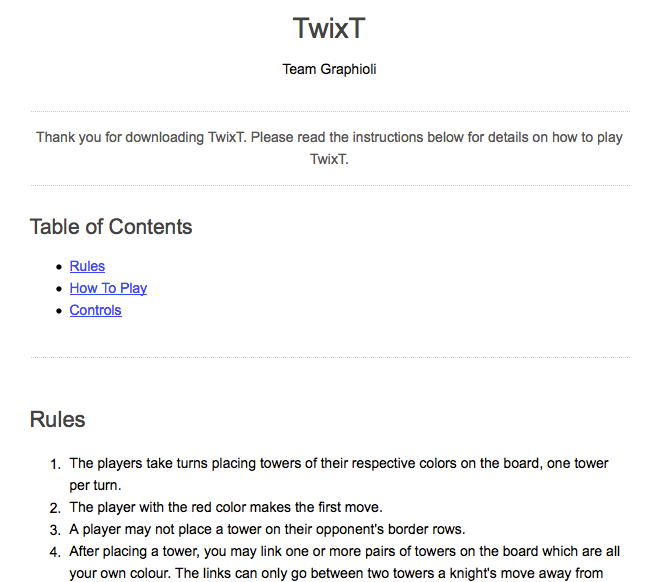 TwixT
Team Graphioli
Thank you for downloading TwixT. Please read the instructions below for details on how to play
TwixT.
Table of Contents
• Rules
• How To Play
• Controls
Rules
1. The players take turns placing towers of their respective colors on the board, one tower
per turn.
2. The player with the red color makes the first move.
3. A player may not place a tower on their opponent's border rows.
4. After placing a tower, you may link one or more pairs of towers on the board which are all
your own colour. The links can only go between two towers a knight's move away from